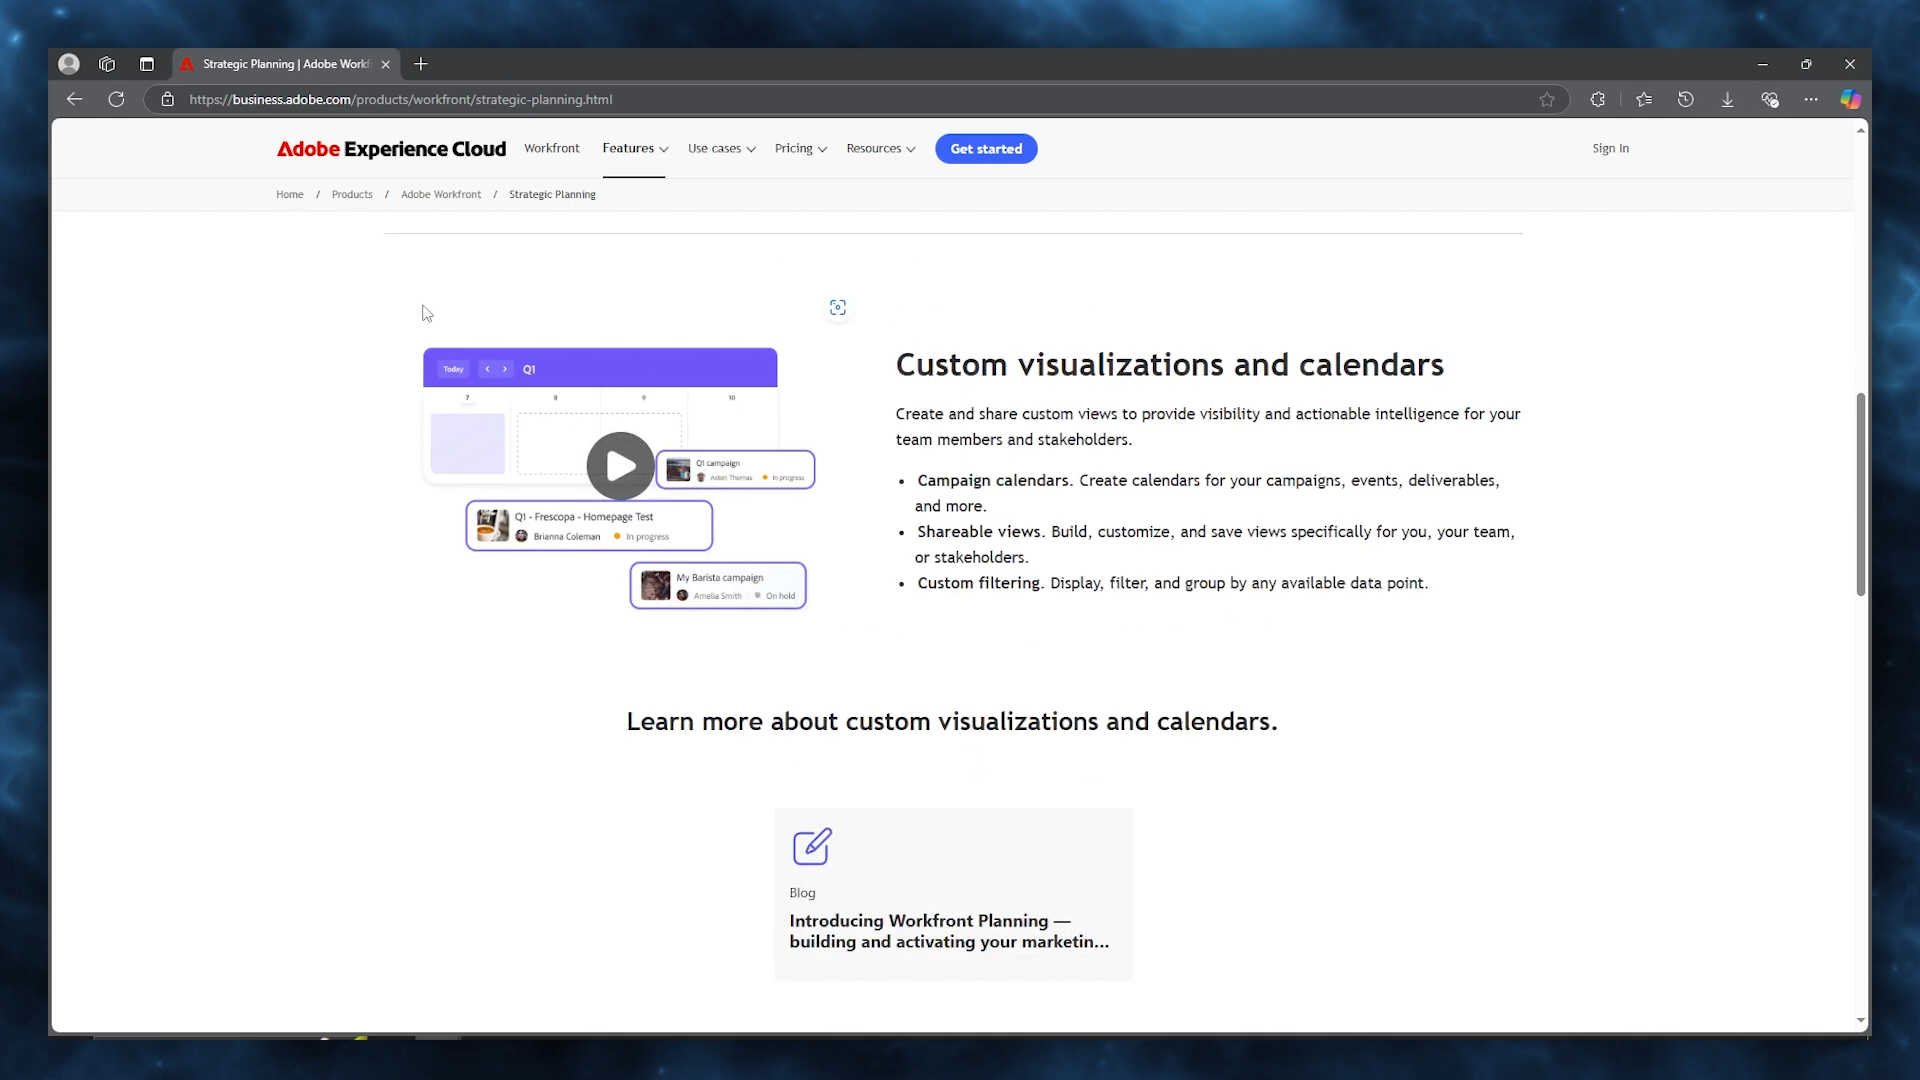 Strategic Planning | Adobe Workf
https://business.adobe.com/products/workfront/strategic-planning.html
Adobe Experience Cloud Workfront Features Use cases Pricing Resources Get started Sign In
Home / Products / Adobe Workfront / Strategic Planning
Today Q1
7 8 9 10
Q1 campaign
Aston Thomas In progress
Q1 - Frescopa - Homepage Test
Brianna Coleman In progress
My Barista campaign
Amelia Smith On hold
Custom visualizations and calendars
Create and share custom views to provide visibility and actionable intelligence for your
team members and stakeholders.
• Campaign calendars. Create calendars for your campaigns, events, deliverables,
and more.
• Shareable views. Build, customize, and save views specifically for you, your team,
or stakeholders.
• Custom filtering. Display, filter, and group by any available data point.
Learn more about custom visualizations and calendars.
Blog
Introducing Workfront Planning —
building and activating your marketin...